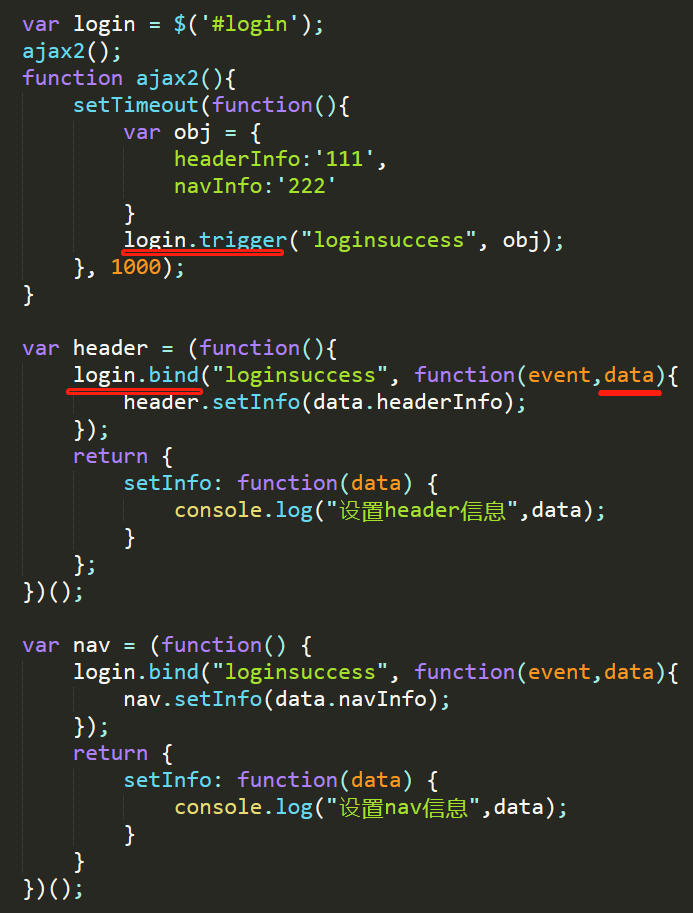 var login = $('#login');
ajax2();
function ajax2(){
    setTimeout(function(){
        var obj = {
            headerInfo:'111',
            navInfo:'222'
        }
        login.trigger("loginsuccess", obj);
    }, 1000);
}

var header = (function(){
    login.bind("loginsuccess", function(event,data){
        header.setInfo(data.headerInfo);
    });
    return {
        setInfo: function(data) {
            console.log("设置header信息",data);
        }
    };
})();

var nav = (function() {
    login.bind("loginsuccess", function(event,data){
        nav.setInfo(data.navInfo);
    });
    return {
        setInfo: function(data) {
            console.log("设置nav信息",data);
        }
    }
})();